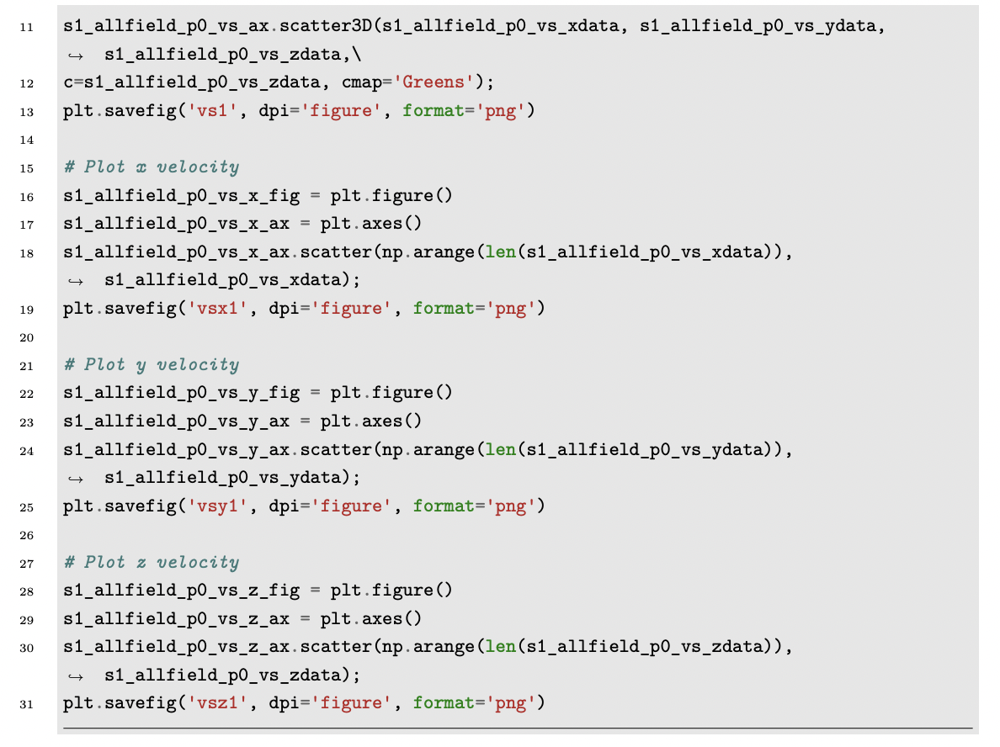 11 s1_allfield_p0_vs_ax.scatter3D(s1_allfield_p0_vs_xdata, s1_allfield_p0_vs_ydata,
↪ s1_allfield_p0_vs_zdata,\
12 c=s1_allfield_p0_vs_zdata, cmap='Greens');
13 plt.savefig('vs1', dpi='figure', format='png')
14
15 # Plot x velocity
16 s1_allfield_p0_vs_x_fig = plt.figure()
17 s1_allfield_p0_vs_x_ax = plt.axes()
18 s1_allfield_p0_vs_x_ax.scatter(np.arange(len(s1_allfield_p0_vs_xdata)),
↪ s1_allfield_p0_vs_xdata);
19 plt.savefig('vsx1', dpi='figure', format='png')
20
21 # Plot y velocity
22 s1_allfield_p0_vs_y_fig = plt.figure()
23 s1_allfield_p0_vs_y_ax = plt.axes()
24 s1_allfield_p0_vs_y_ax.scatter(np.arange(len(s1_allfield_p0_vs_ydata)),
↪ s1_allfield_p0_vs_ydata);
25 plt.savefig('vsy1', dpi='figure', format='png')
26
27 # Plot z velocity
28 s1_allfield_p0_vs_z_fig = plt.figure()
29 s1_allfield_p0_vs_z_ax = plt.axes()
30 s1_allfield_p0_vs_z_ax.scatter(np.arange(len(s1_allfield_p0_vs_zdata)),
↪ s1_allfield_p0_vs_zdata);
31 plt.savefig('vsz1', dpi='figure', format='png')